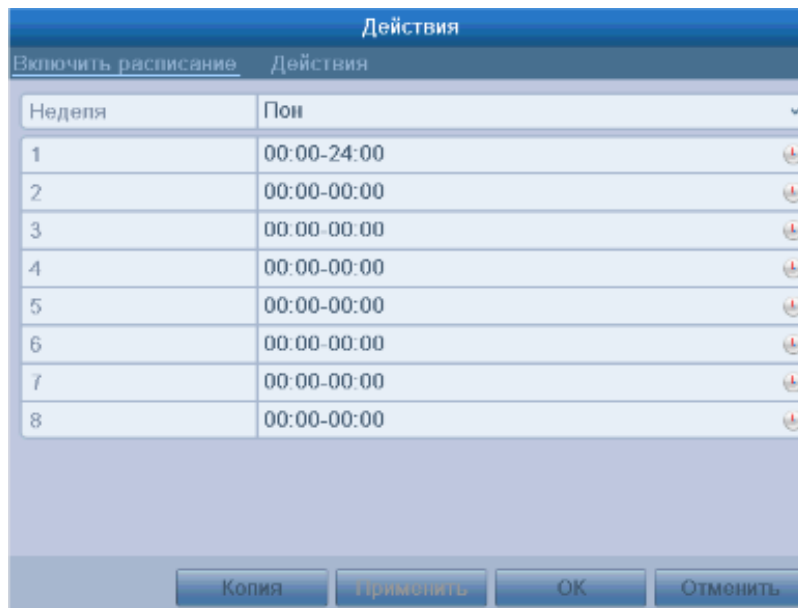 Действия
Включить расписание Действия
Неделя Пон
1 00:00-24:00
2 00:00-00:00
3 00:00-00:00
4 00:00-00:00
5 00:00-00:00
6 00:00-00:00
7 00:00-00:00
8 00:00-00:00
Копия Применить OK Отменить